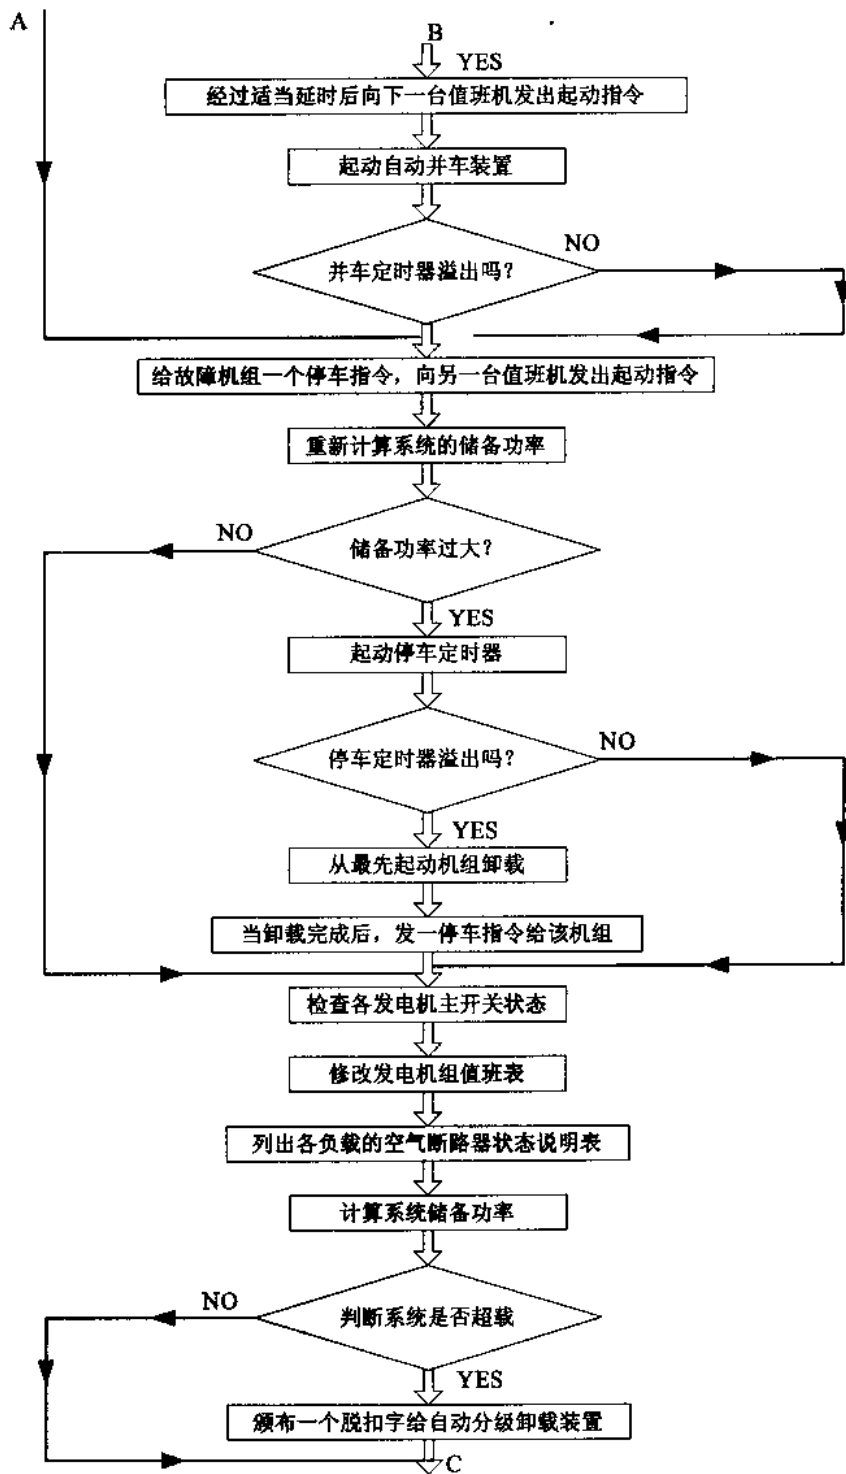 A
B
YES
经过适当延时后向下一台值班机发出起动指令
起动自动并车装置
NO
并车定时器溢出吗?
给故障机组一个停车指令，向另一台值班机发出起动指令
重新计算系统的储备功率
NO
储备功率过大?
YES
起动停车定时器
停车定时器溢出吗?
NO
YES
从最先起动机组卸载
当卸载完成后，发一停车指令给该机组
检查各发电机主开关状态
修改发电机组值班表
列出各负载的空气断路器状态说明表
计算系统储备功率
NO
判断系统是否超载
YES
颁布一个脱扣字给自动分级卸载装置
C